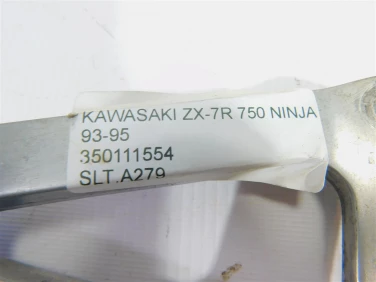 KAWASAKI ZX-7R 750 NINJA
93-95
350111554
SLT.A279